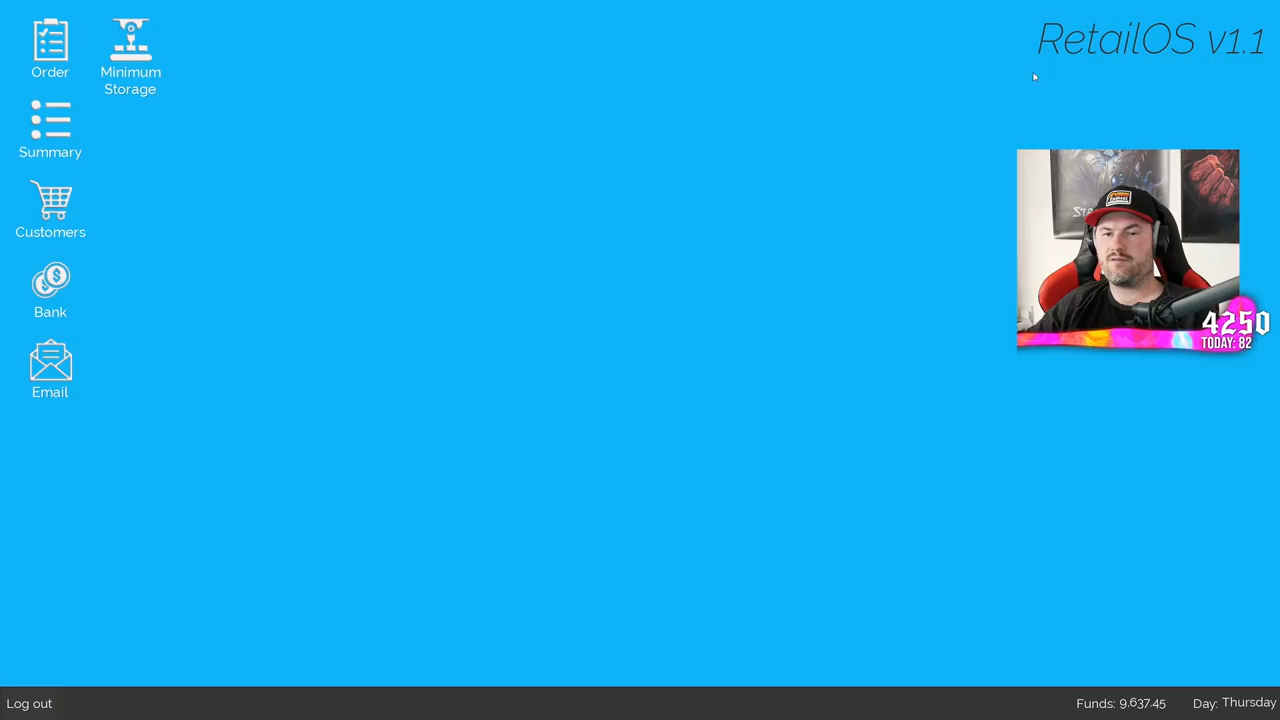 RetailOS v1.1
Order
Minimum
Storage
Summary
Customers
Bank
Email
4250
TODAY: 82
Log out
Funds: 9,637.45
Day: Thursday